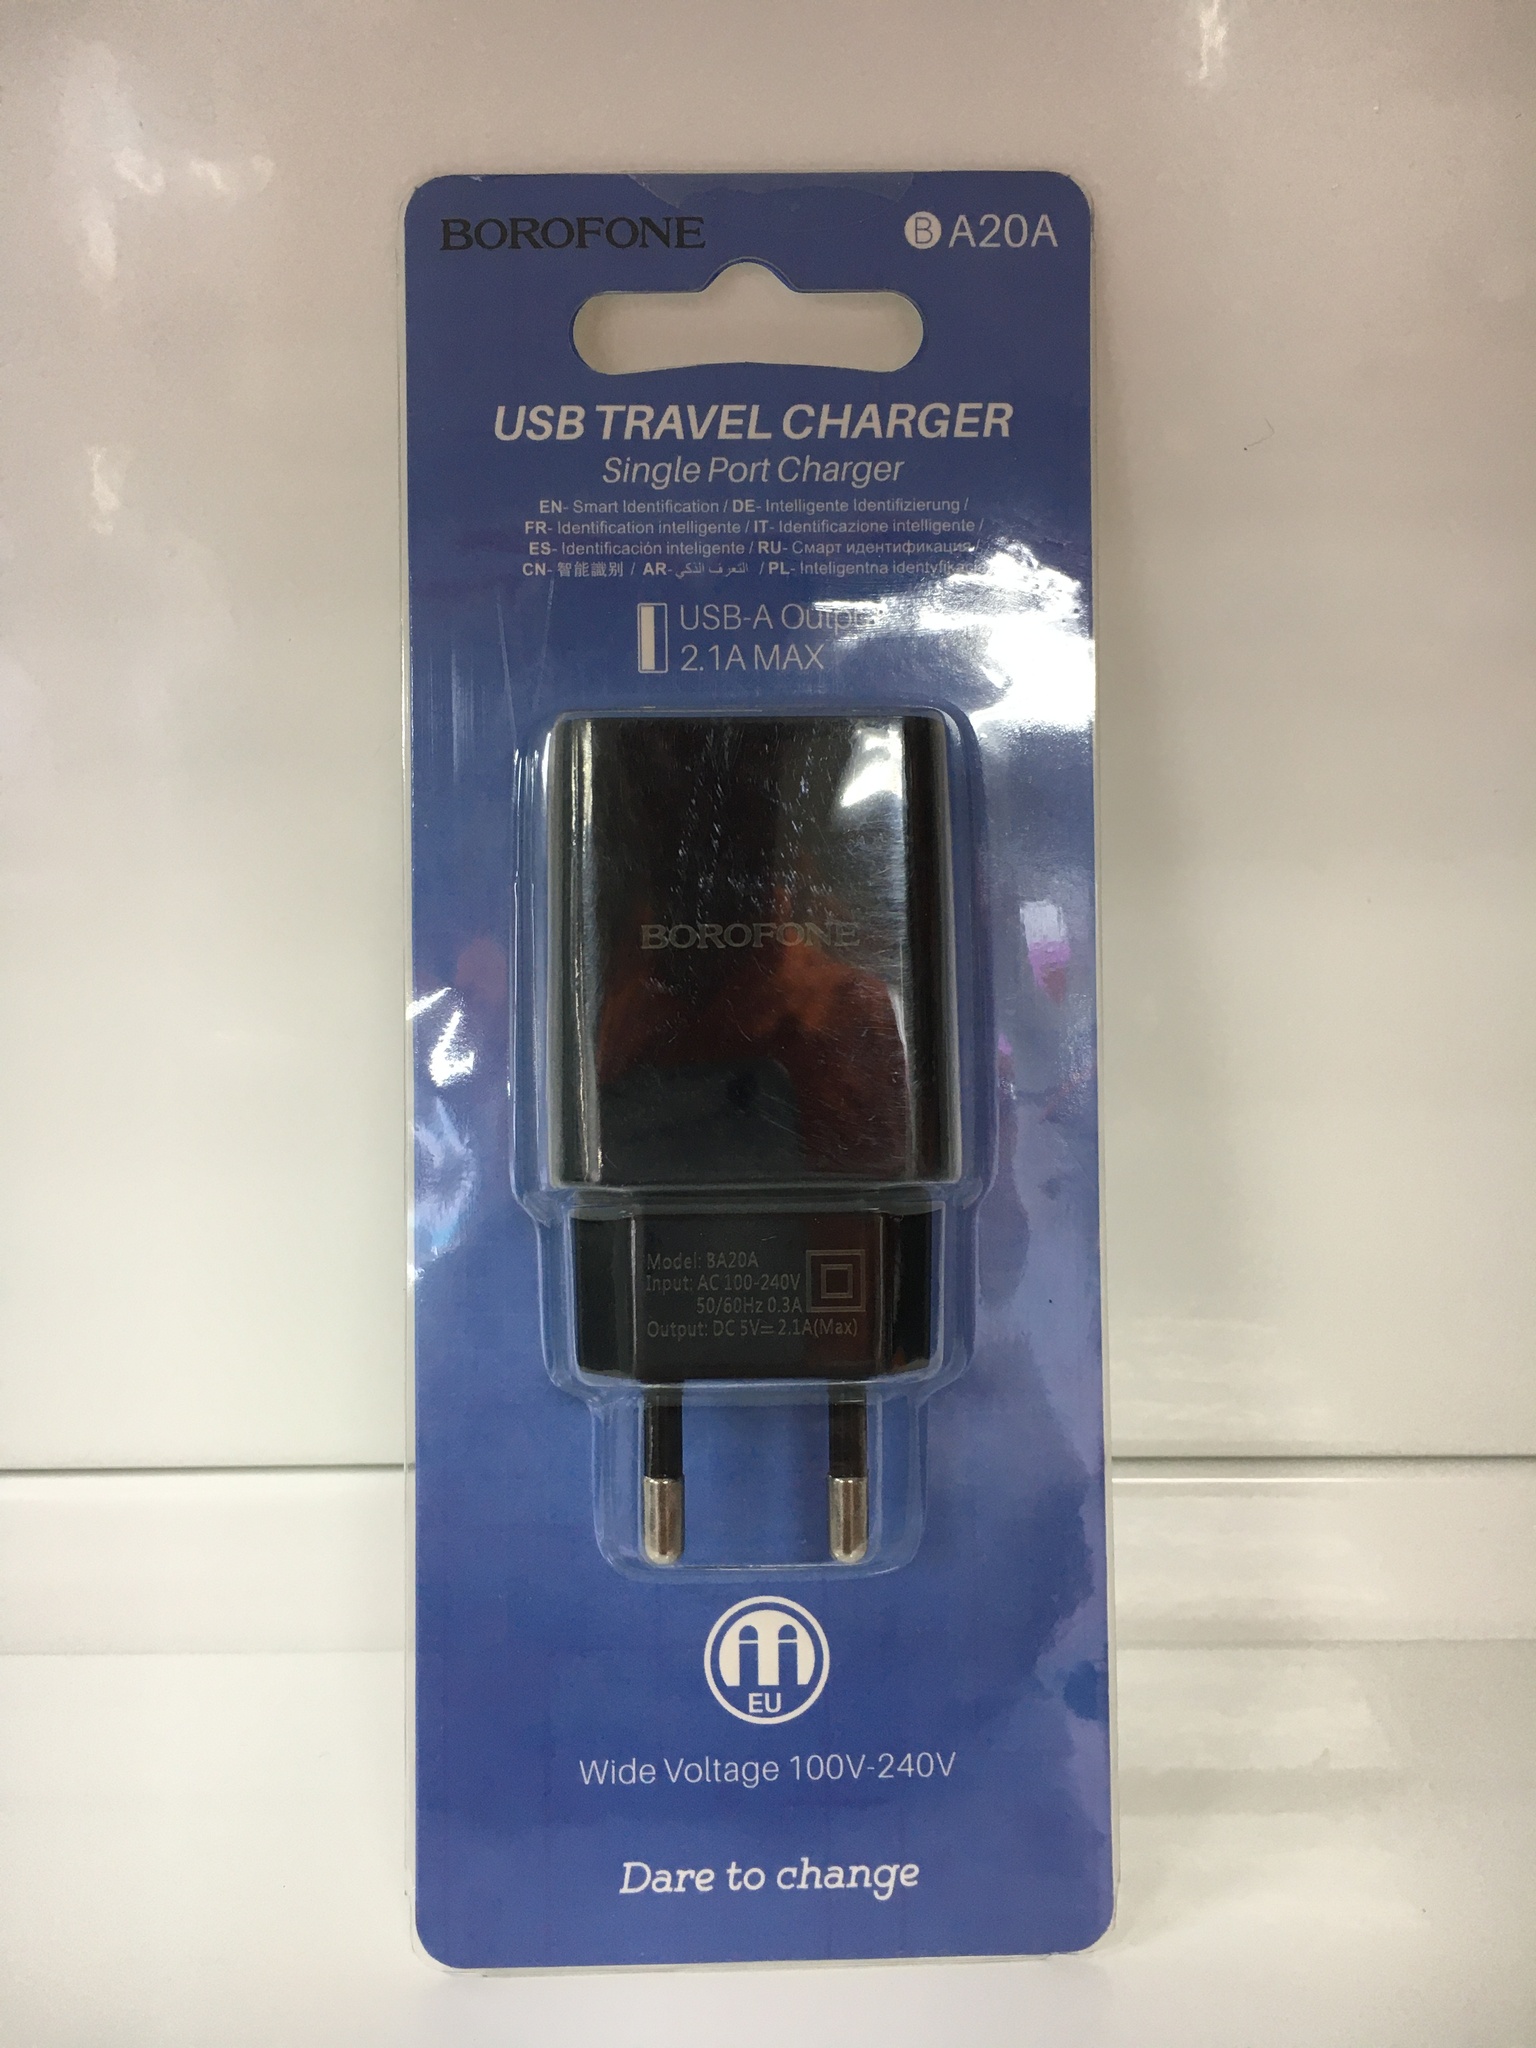 BOROFONE
B A20A
USB TRAVEL CHARGER
Single Port Charger
EN- Smart Identification / DE- Intelligente Identifizierung /
FR- Identification intelligente / IT- Identificazione intelligente /
ES- Identificación inteligente / RU- Смарт идентификация /
CN- 智能識别 / AR- التعرف الذكي / PL- Inteligentna
USB-A
2.1A MAX
BOROFONE
Model: BA20A
Input: AC 100-240V
50/60Hz 0.3A
Output: DC 5V⎓2.1A(Max)
EU
Wide Voltage 100V-240V
Dare to change